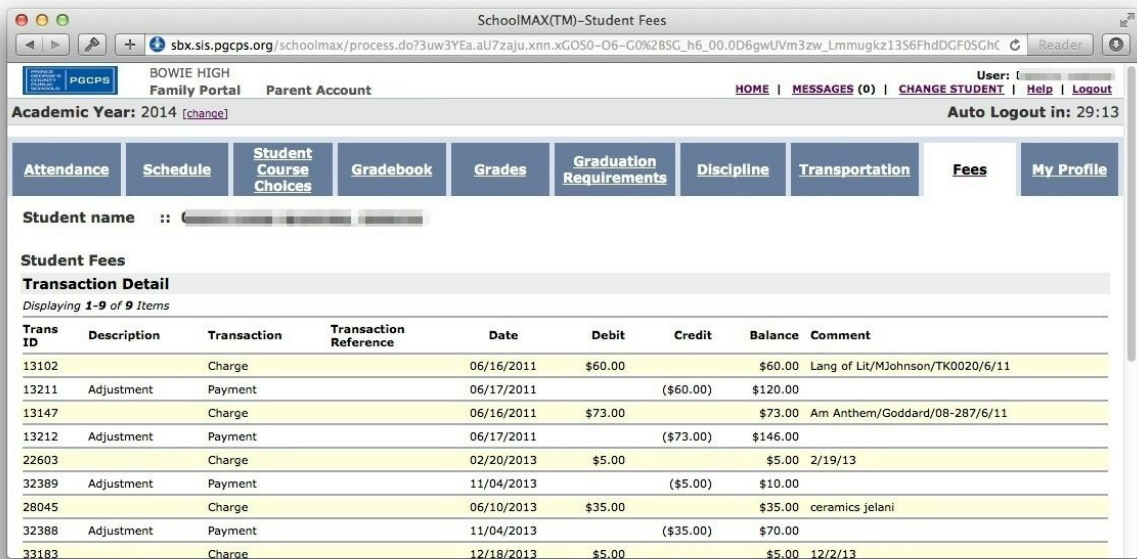 SchoolMAX(TM)–Student Fees
sbx.sis.pgcps.org/schoolmax/process.do?3uw3YEa.aU7zaju.xnn.xGOS0-O6-G0%2BSG_h6_00.0D6gwUVm3zw_Lmmugkz13S6FhdDGF0SGhC Reader
PRINCE GEORGE'S COUNTY PUBLIC SCHOOLS PGCPS BOWIE HIGH User:
Family Portal Parent Account HOME | MESSAGES (0) | CHANGE STUDENT | Help | Logout
Academic Year: 2014 [change] Auto Logout in: 29:13
Attendance Schedule Student Course Choices Gradebook Grades Graduation Requirements Discipline Transportation Fees My Profile
Student name ::
Student Fees
Transaction Detail
Displaying 1-9 of 9 Items
Trans ID Description Transaction Transaction Reference Date Debit Credit Balance Comment
13102 Charge 06/16/2011 $60.00 $60.00 Lang of Lit/MJohnson/TK0020/6/11
13211 Adjustment Payment 06/17/2011 ($60.00) $120.00
13147 Charge 06/16/2011 $73.00 $73.00 Am Anthem/Goddard/08-287/6/11
13212 Adjustment Payment 06/17/2011 ($73.00) $146.00
22603 Charge 02/20/2013 $5.00 $5.00 2/19/13
32389 Adjustment Payment 11/04/2013 ($5.00) $10.00
28045 Charge 06/10/2013 $35.00 $35.00 ceramics jelani
32388 Adjustment Payment 11/04/2013 ($35.00) $70.00
33183 Charge 12/18/2013 $5.00 $5.00 12/2/13